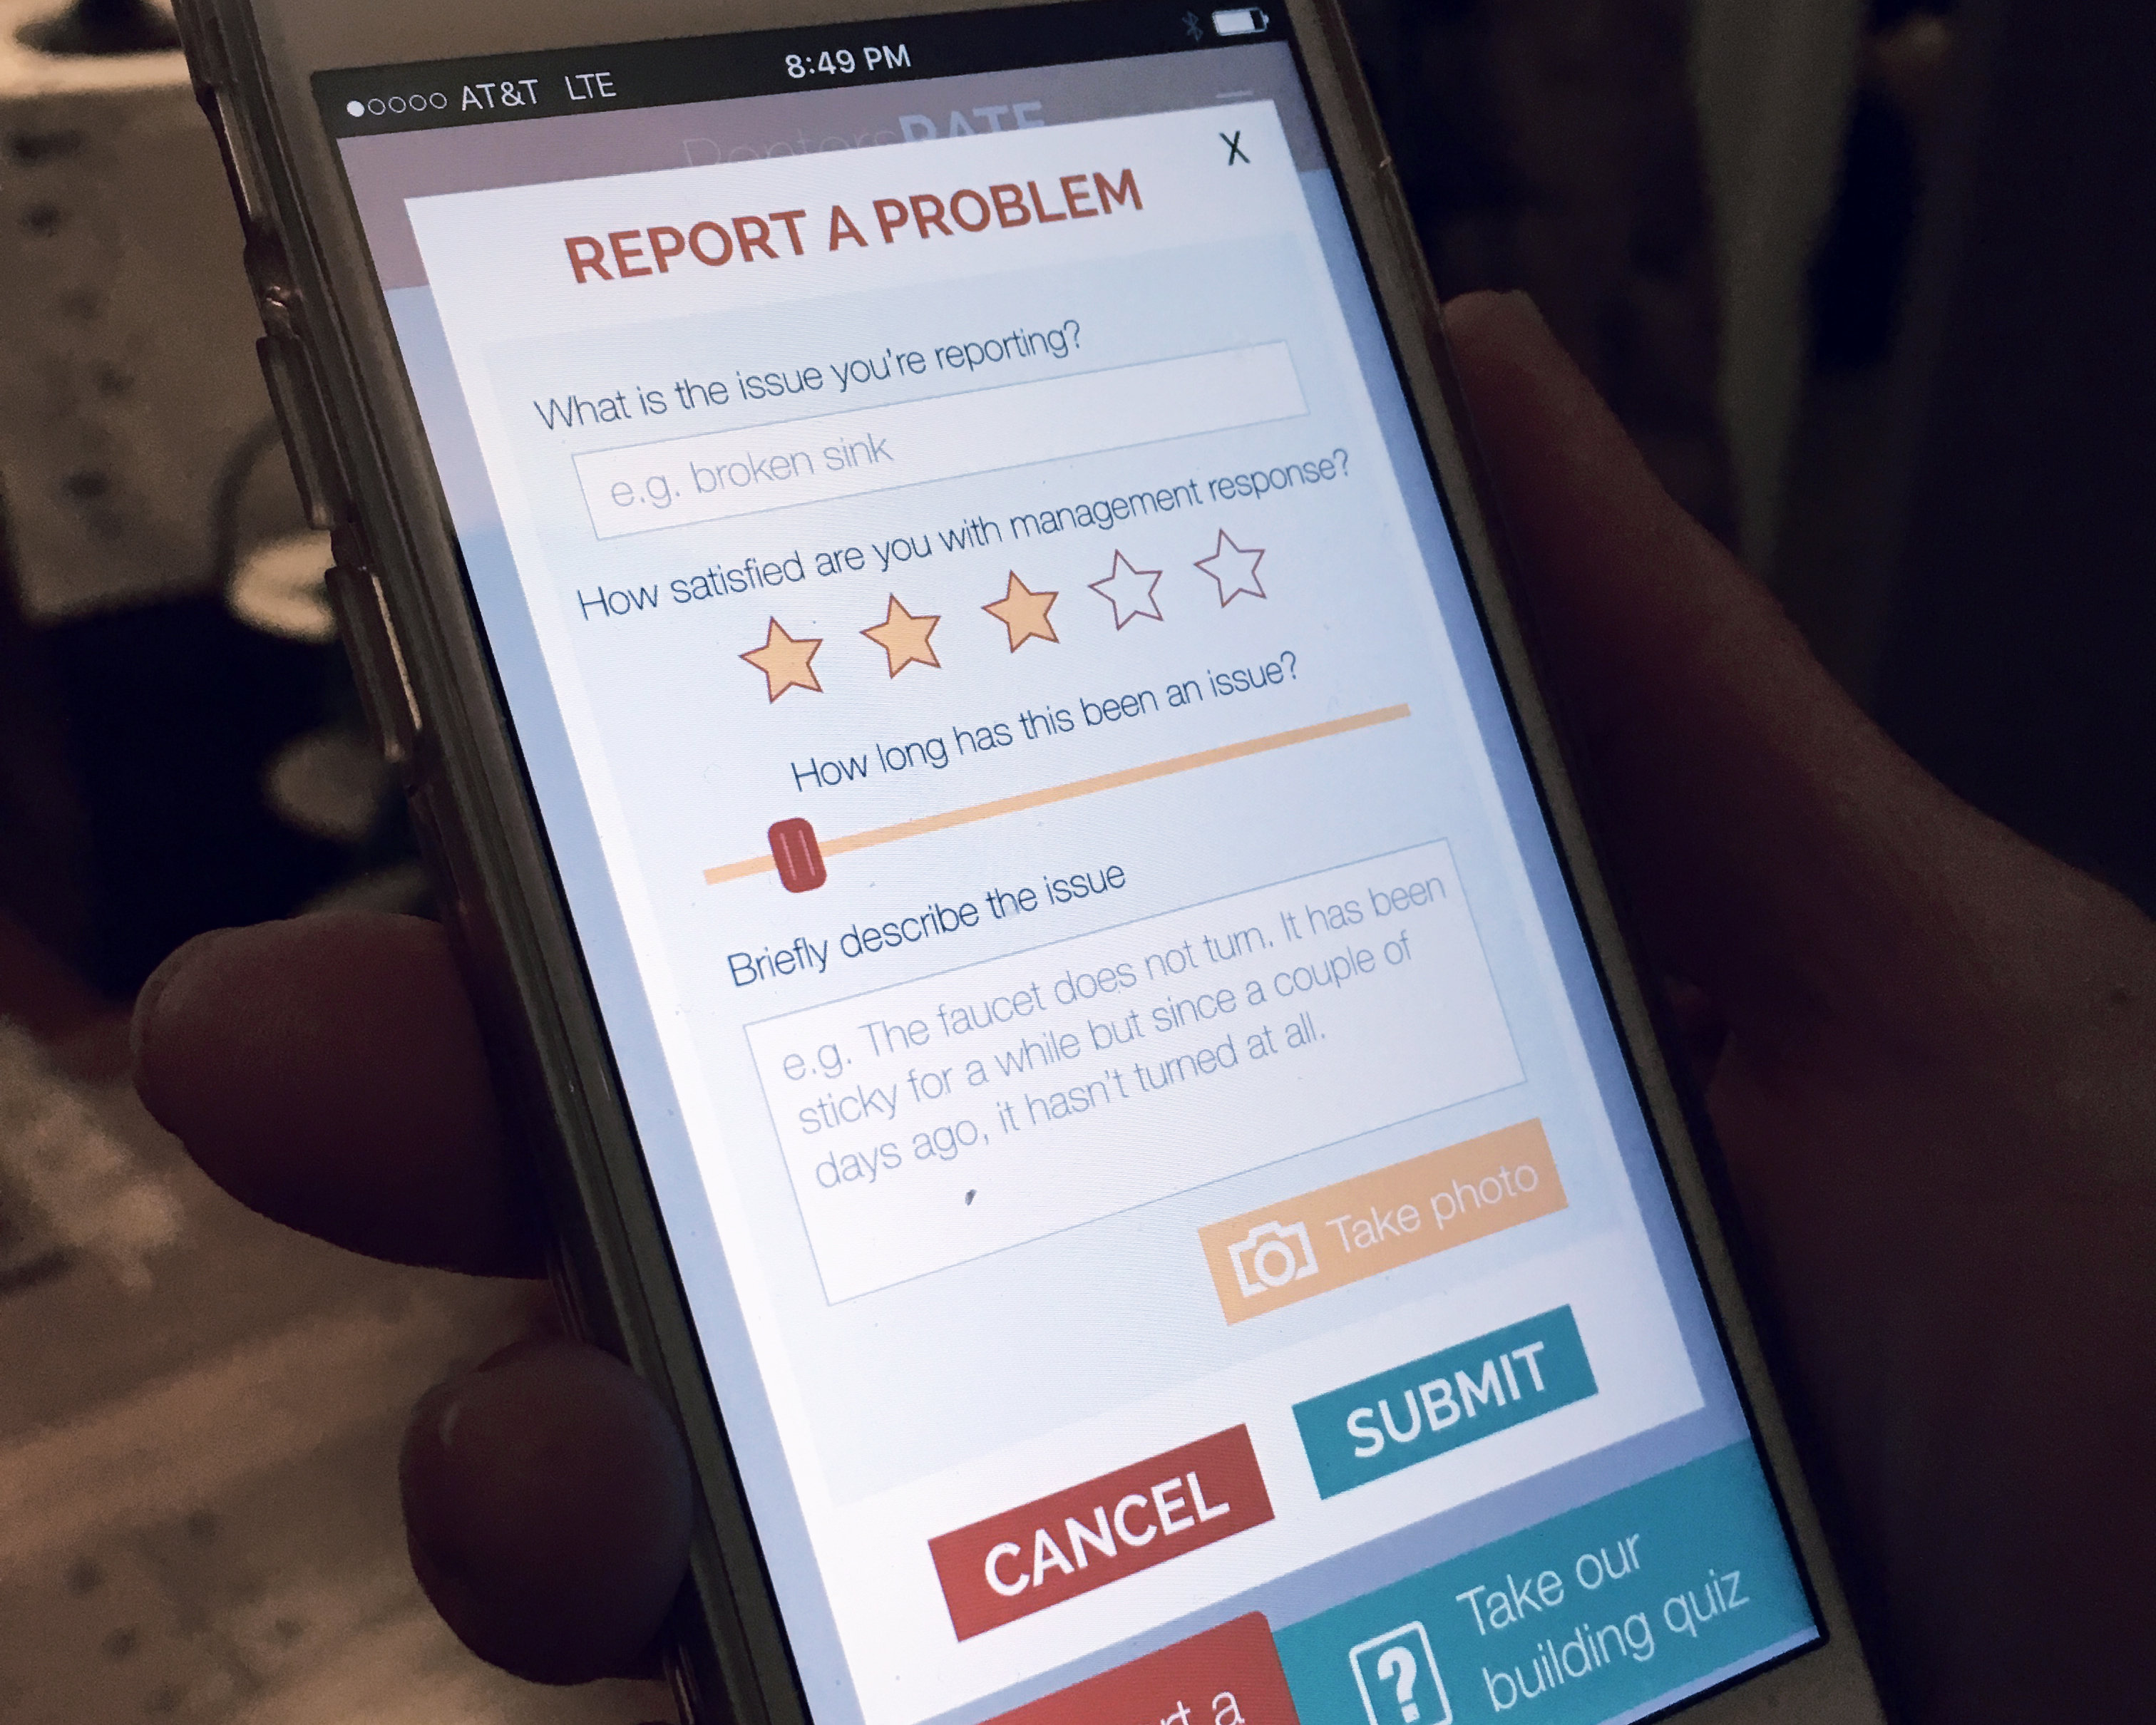 AT&T LTE 8:49 PM
RentersRATE
X
REPORT A PROBLEM
What is the issue you're reporting?
e.g. broken sink
How satisfied are you with management response?
How long has this been an issue?
Briefly describe the issue
e.g. The faucet does not turn. It has been
sticky for a while but since a couple of
days ago, it hasn't turned at all.
Take photo
CANCEL SUBMIT
rt a
? Take our
building quiz